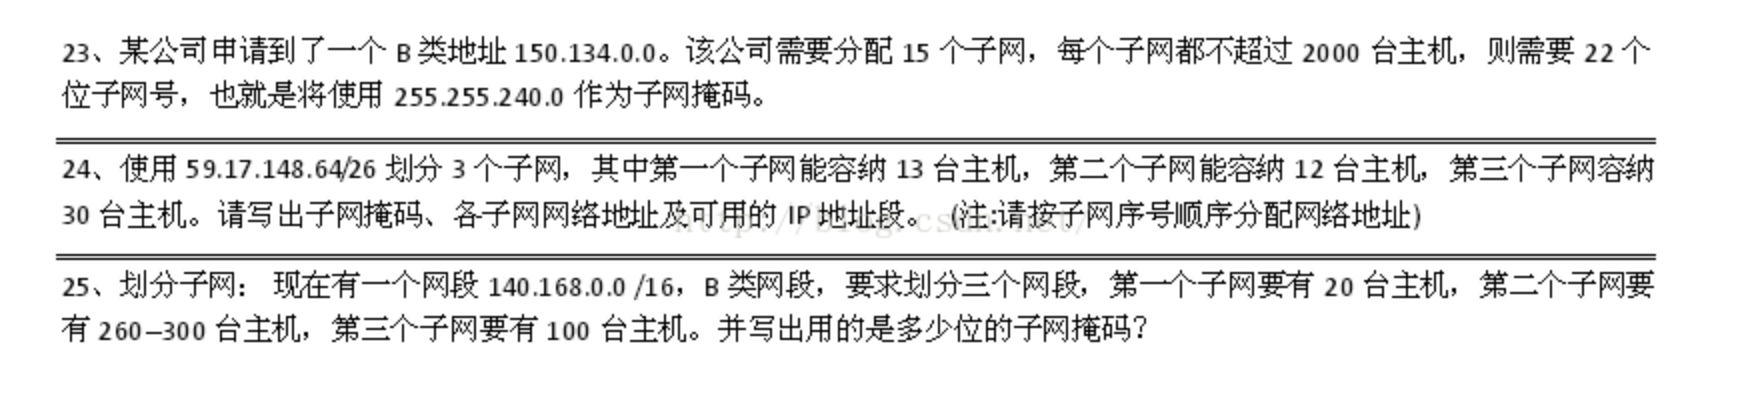 23、某公司申请到了一个 B 类地址 150.134.0.0。该公司需要分配 15 个子网，每个子网都不超过 2000 台主机，则需要 22 个
位子网号，也就是将使用 255.255.240.0 作为子网掩码。
24、使用 59.17.148.64/26 划分 3 个子网，其中第一个子网能容纳 13 台主机，第二个子网能容纳 12 台主机，第三个子网容纳
30 台主机。请写出子网掩码、各子网网络地址及可用的 IP 地址段。 (注:请按子网序号顺序分配网络地址)
http://blog.csdn.net/
25、划分子网： 现在有一个网段 140.168.0.0 /16，B 类网段，要求划分三个网段，第一个子网要有 20 台主机，第二个子网要
有 260–300 台主机，第三个子网要有 100 台主机。并写出用的是多少位的子网掩码？